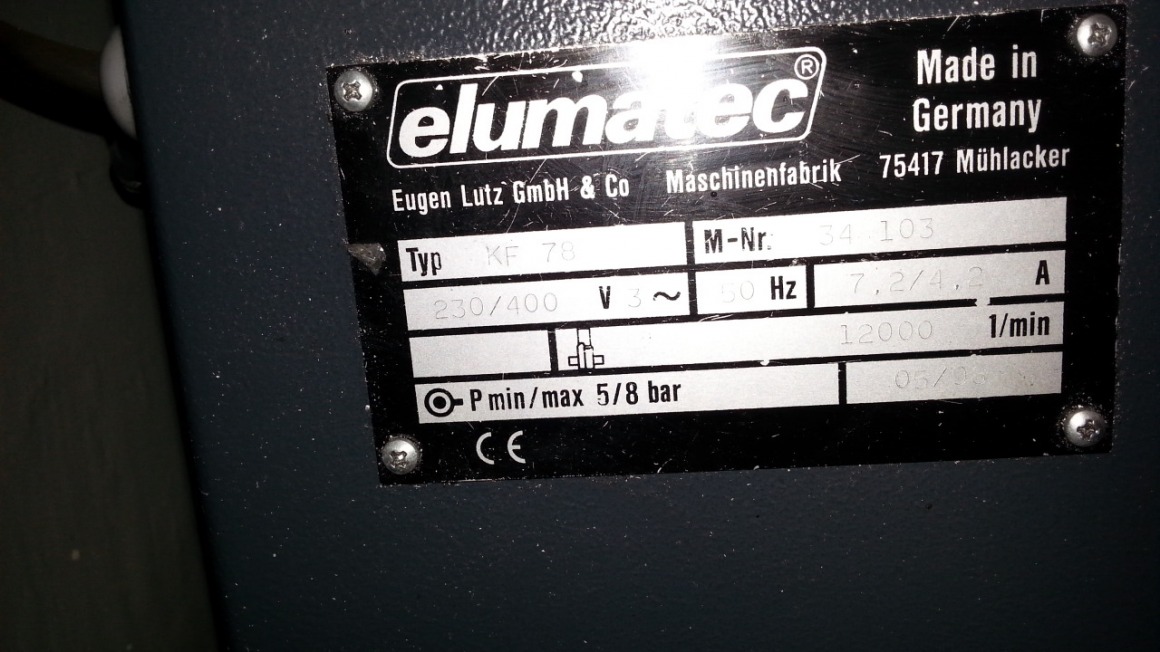 elumatec®
Made in
Germany
Eugen Lutz GmbH & Co Maschinenfabrik 75417 Mühlacker
Typ KF 78 M-Nr. 34 103
230/400 V 3~ 50 Hz 7,2/4,2 A
12000 1/min
P min/max 5/8 bar
CE